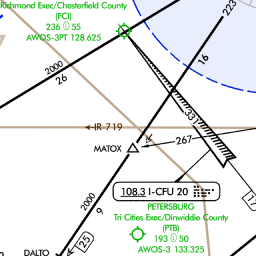 Richmond Exec/Chesterfield County
(FCI)
236 55
AWOS-3PT 128.625
223
16
2000
26
33
IR-719
267
MATOX
108.3 I-CFU 20
PETERSBURG
Tri Cities Exec/Dinwiddie County
(PTB)
193 50
AWOS-3 133.325
2000
9
25
DALTO